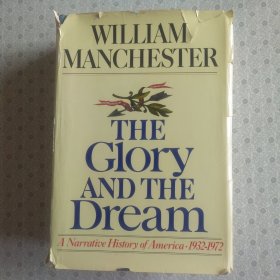 WILLIAM
MANCHESTER
THE
Glory
AND THE
Dream
A Narrative History of America·1932-1972